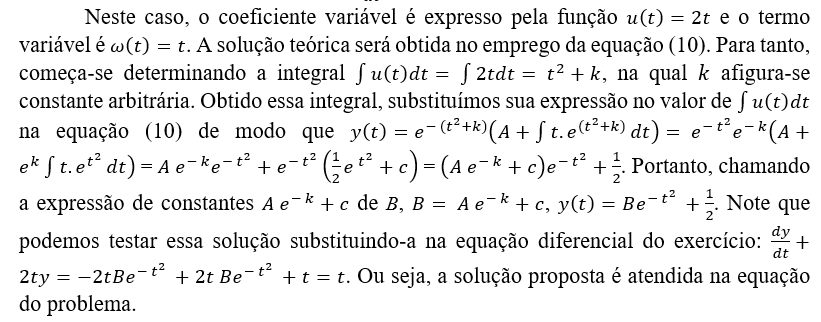 Neste caso, o coeficiente variável é expresso pela função u(t) = 2t e o termo
variável é ω(t) = t. A solução teórica será obtida no emprego da equação (10). Para tanto,
começa-se determinando a integral ∫ u(t)dt = ∫ 2tdt = t² + k, na qual k afigura-se
constante arbitrária. Obtido essa integral, substituímos sua expressão no valor de ∫ u(t)dt
na equação (10) de modo que y(t) = e^{−(t²+k)}(A + ∫ t. e^{(t²+k)} dt) = e^{−t²}e^{−k}(A +
e^k ∫ t. e^{t²} dt) = A e^{−k}e^{−t²} + e^{−t²} (½ e^{t²} + c) = (A e^{−k} + c)e^{−t²} + ½. Portanto, chamando
a expressão de constantes A e^{−k} + c de B, B = A e^{−k} + c, y(t) = Be^{−t²} + ½. Note que
podemos testar essa solução substituindo-a na equação diferencial do exercício: dy/dt +
2ty = −2tBe^{−t²} + 2t Be^{−t²} + t = t. Ou seja, a solução proposta é atendida na equação
do problema.